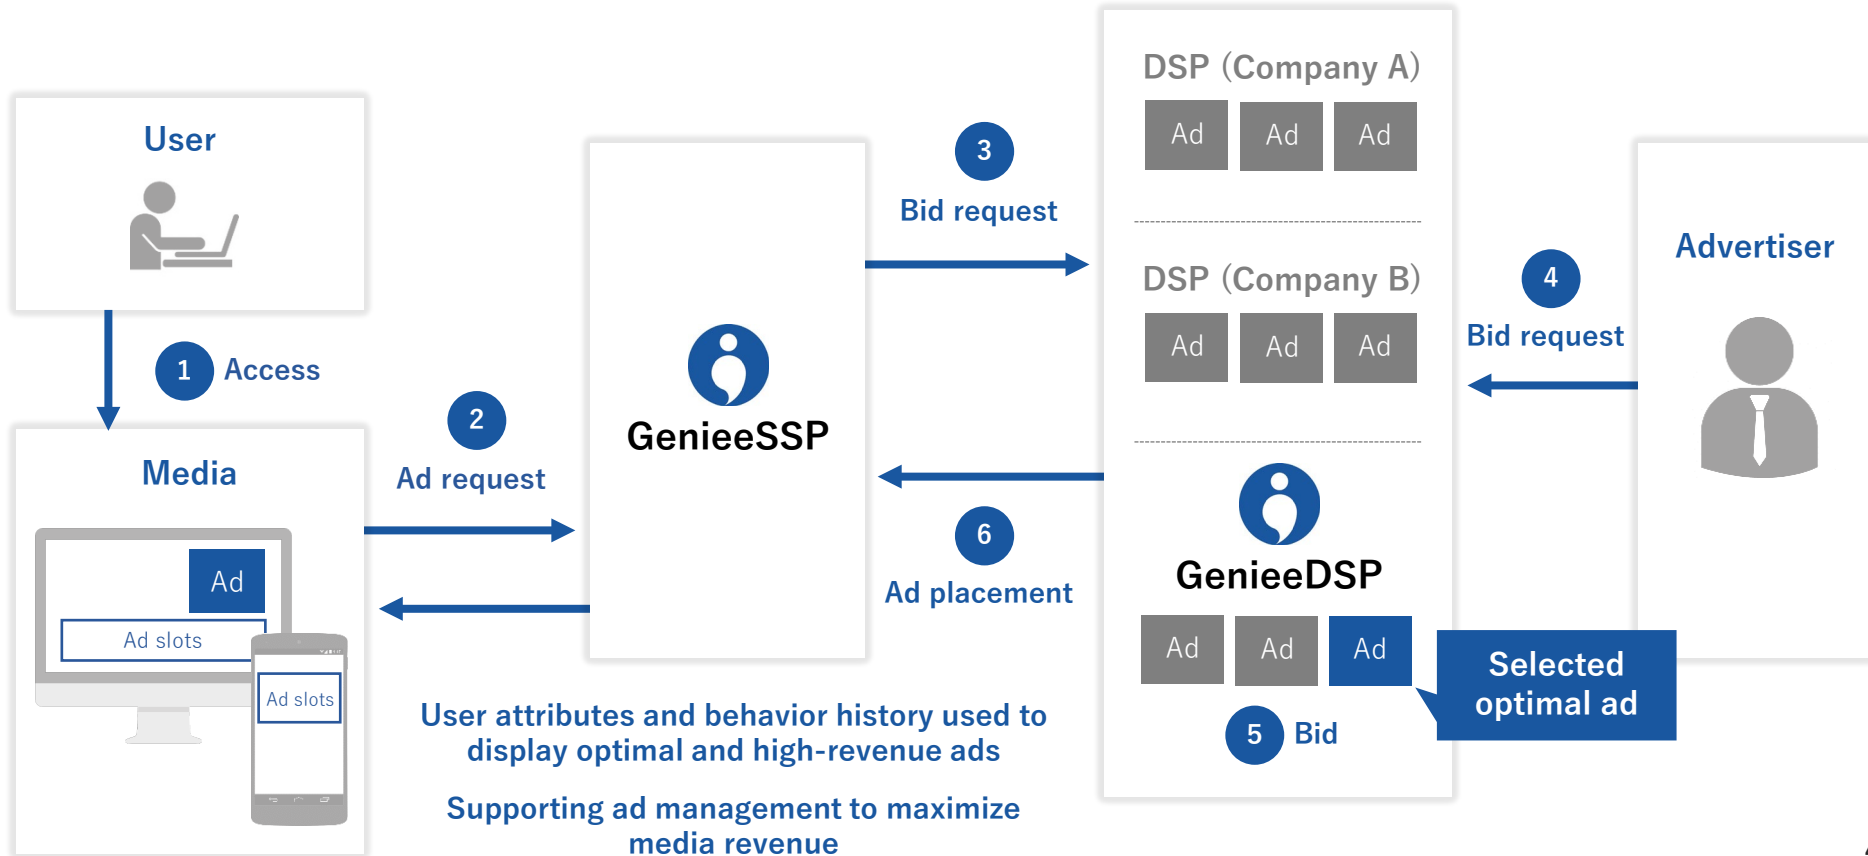 User
1 Access
Media
Ad
Ad slots
Ad slots
2
Ad request
GenieeSSP
3
Bid request
6
Ad placement
User attributes and behavior history used to
display optimal and high-revenue ads
Supporting ad management to maximize
media revenue
DSP (Company A)
Ad Ad Ad
DSP (Company B)
Ad Ad Ad
GenieeDSP
Ad Ad Ad
5 Bid
Selected
optimal ad
4
Bid request
Advertiser